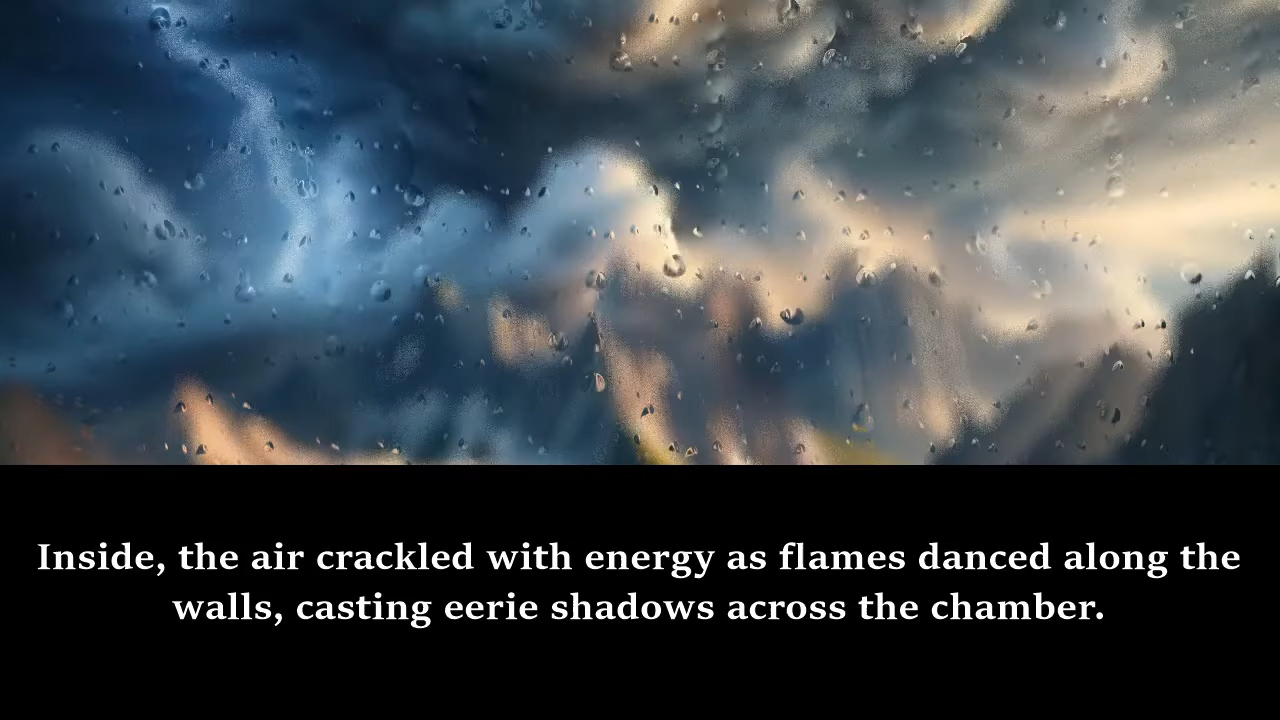 Inside, the air crackled with energy as flames danced along the
walls, casting eerie shadows across the chamber.